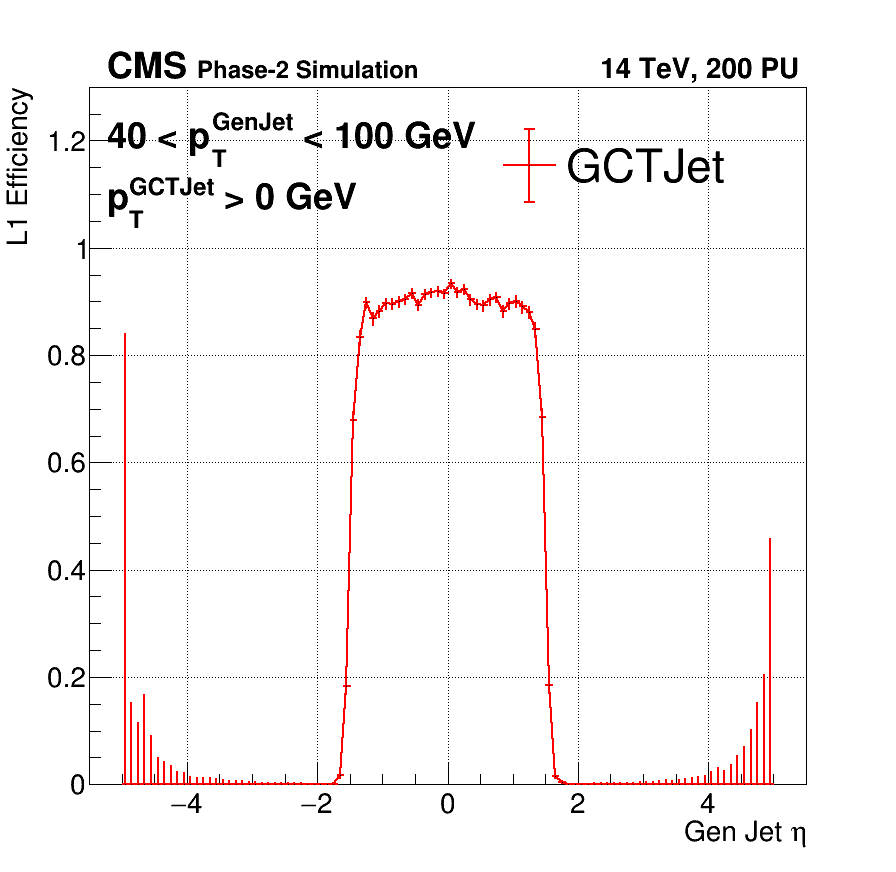 CMS Phase-2 Simulation 14 TeV, 200 PU
L1 Efficiency
40 < p_T^GenJet < 100 GeV
p_T^GCTJet > 0 GeV
GCTJet
1.2
1
0.8
0.6
0.4
0.2
0
−4 −2 0 2 4
Gen Jet η